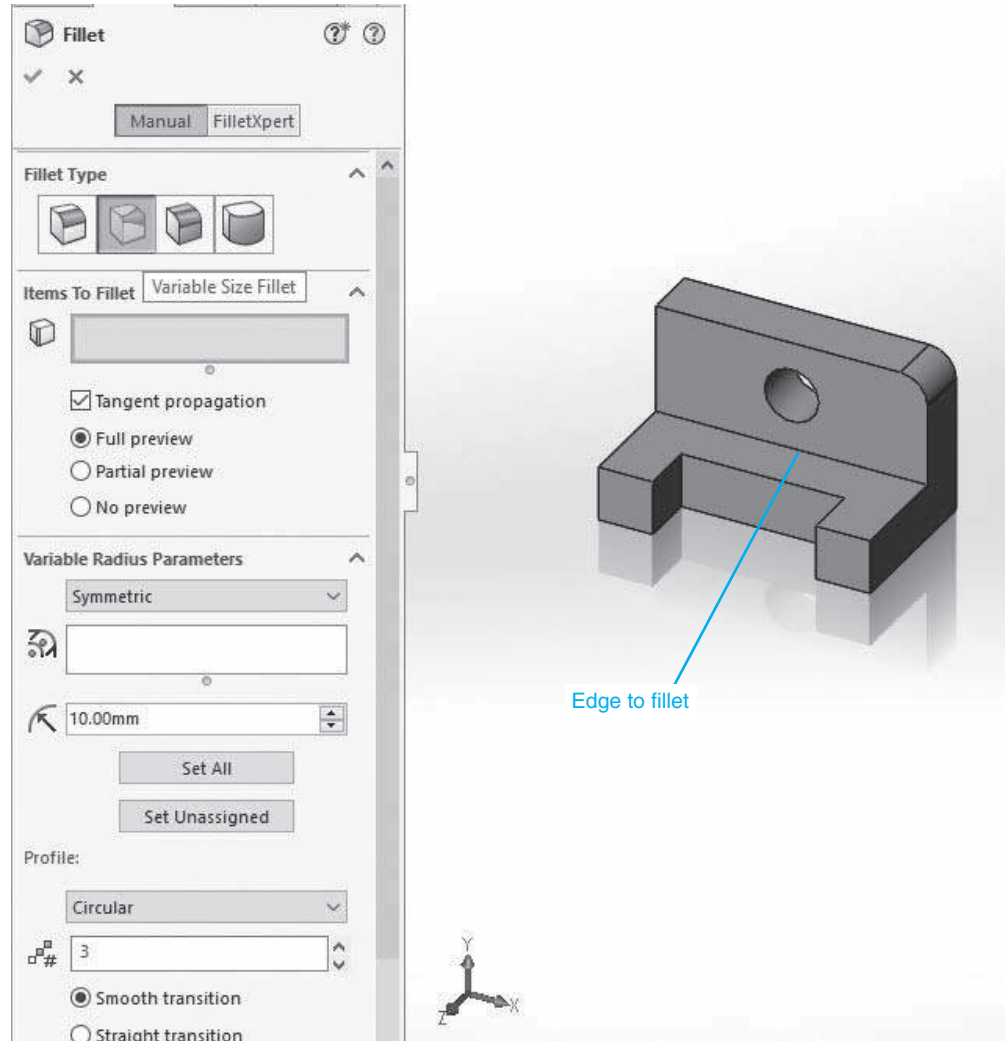 Fillet
Manual FilletXpert
Fillet Type
Items To Fillet
Variable Size Fillet
Tangent propagation
Full preview
Partial preview
No preview
Variable Radius Parameters
Symmetric
10.00mm
Set All
Set Unassigned
Profile:
Circular
3
Smooth transition
Straight transition
Edge to fillet
Y
X
Z